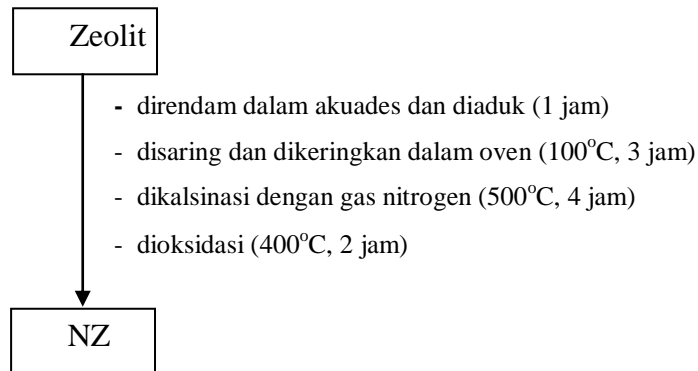 Zeolit
- direndam dalam akuades dan diaduk (1 jam)
- disaring dan dikeringkan dalam oven (100°C, 3 jam)
- dikalsinasi dengan gas nitrogen (500°C, 4 jam)
- dioksidasi (400°C, 2 jam)
NZ